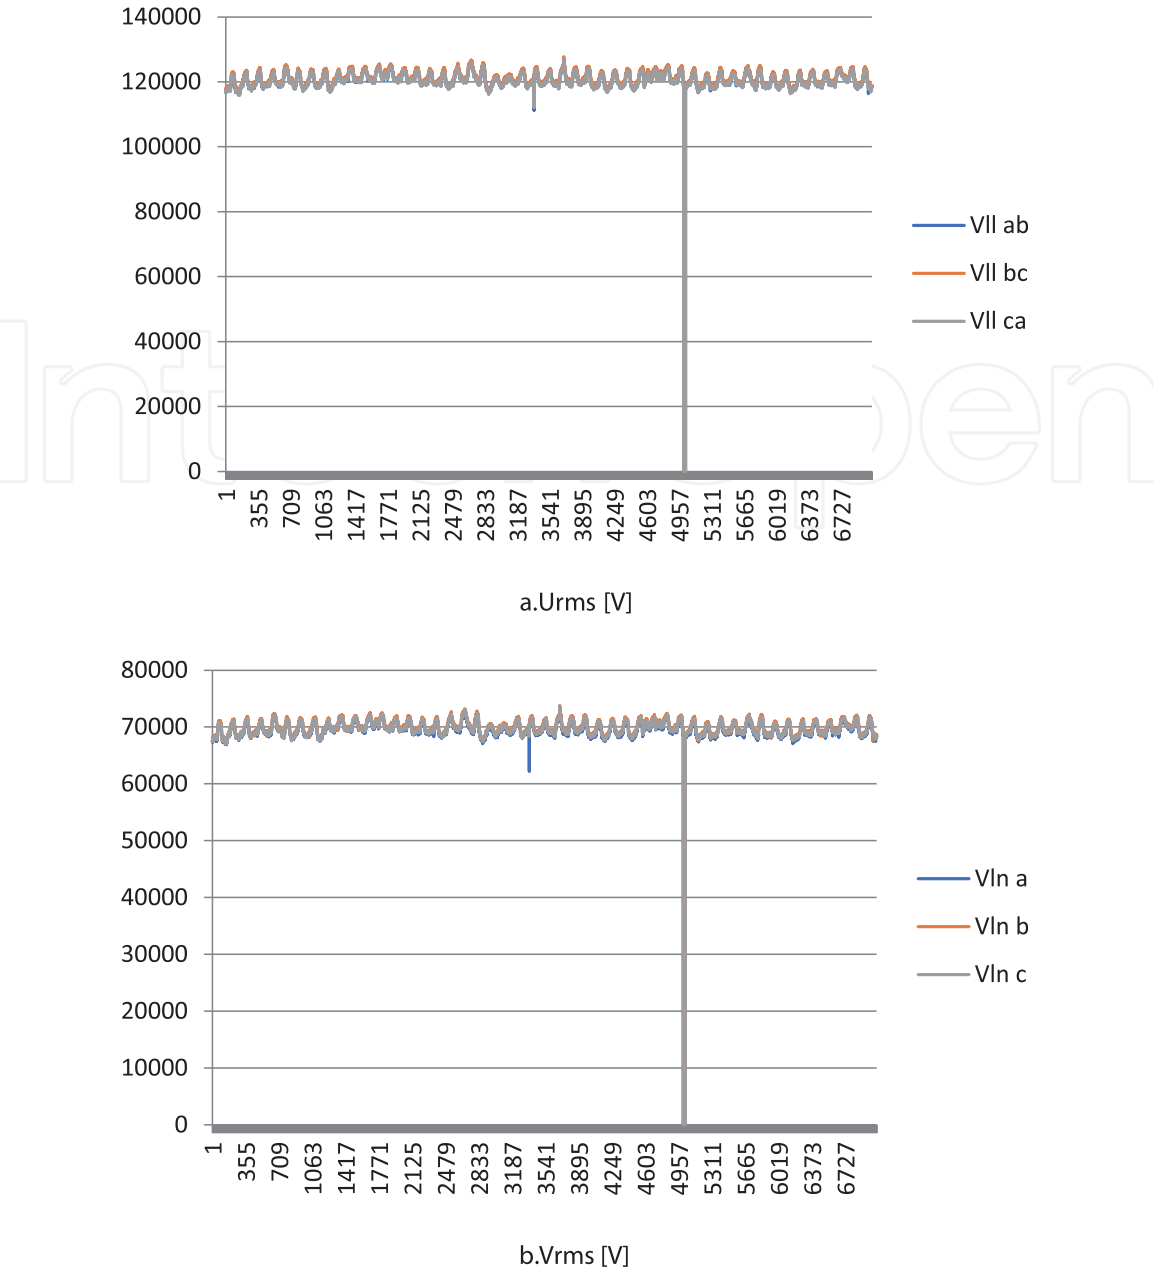 140000
120000
100000
80000
60000
40000
20000
0
1 355 709 1063 1417 1771 2125 2479 2833 3187 3541 3895 4249 4603 4957 5311 5665 6019 6373 6727
Vll ab
Vll bc
Vll ca
a.Urms [V]
80000
70000
60000
50000
40000
30000
20000
10000
0
1 355 709 1063 1417 1771 2125 2479 2833 3187 3541 3895 4249 4603 4957 5311 5665 6019 6373 6727
Vln a
Vln b
Vln c
b.Vrms [V]